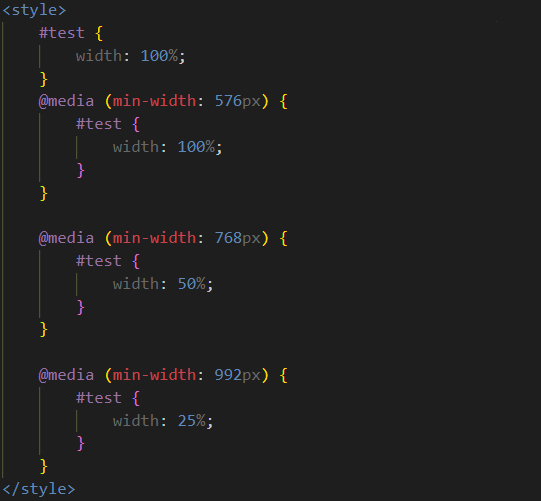 <style>
    #test {
        width: 100%;
    }
    @media (min-width: 576px) {
        #test {
            width: 100%;
        }
    }

    @media (min-width: 768px) {
        #test {
            width: 50%;
        }
    }

    @media (min-width: 992px) {
        #test {
            width: 25%;
        }
    }
</style>